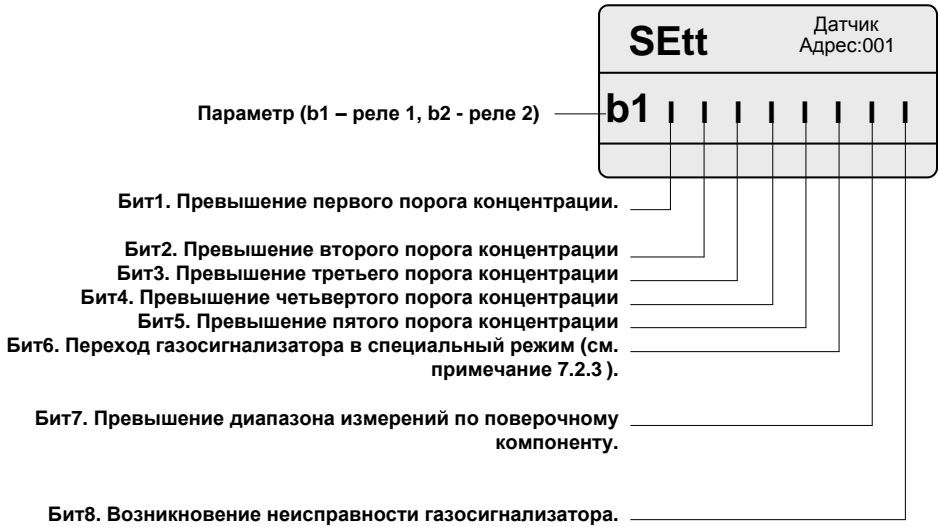 SEtt
Датчик
Адрес:001
Параметр (b1 – реле 1, b2 - реле 2)
b1 I I I I I I I I
Бит1. Превышение первого порога концентрации.
Бит2. Превышение второго порога концентрации
Бит3. Превышение третьего порога концентрации
Бит4. Превышение четьвертого порога концентрации
Бит5. Превышение пятого порога концентрации
Бит6. Переход газосигнализатора в специальный режим (см.
примечание 7.2.3 ).
Бит7. Превышение диапазона измерений по поверочному
компоненту.
Бит8. Возникновение неисправности газосигнализатора.